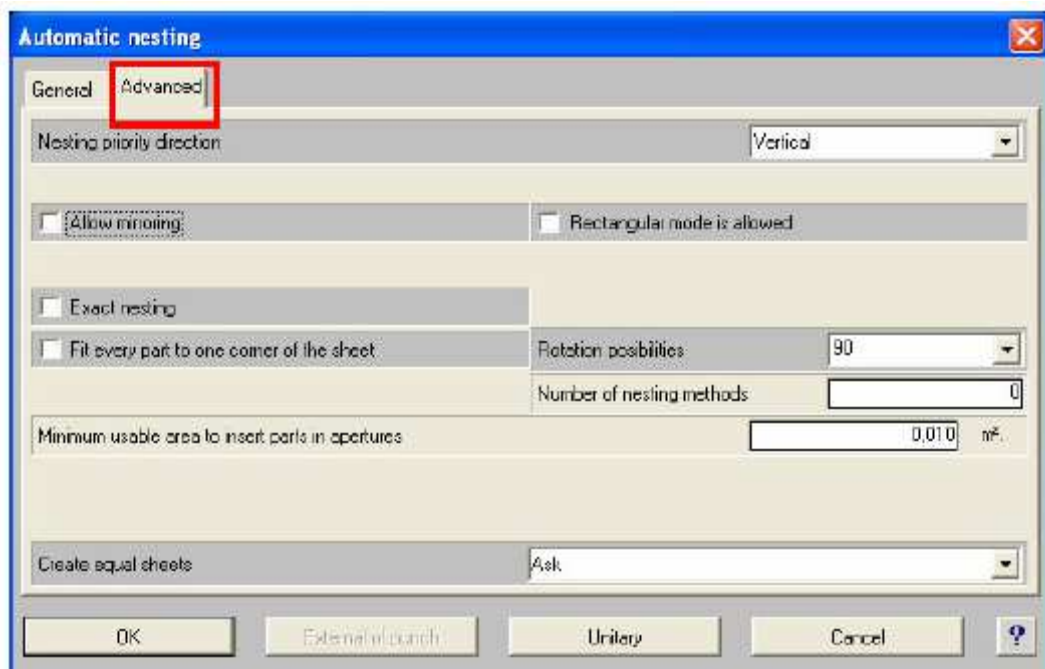 Automatic nesting
General Advanced
Nesting priority direction Vertical
Allow mirroring Rectangular mode is allowed
Exact nesting
Fit every part to one corner of the sheet Rotation posibilities 90
Number of nesting methods 0
Minimum usable area to insert parts in apertures 0,010 m².
Create equal sheets Ask
OK External punch Unitary Cancel ?